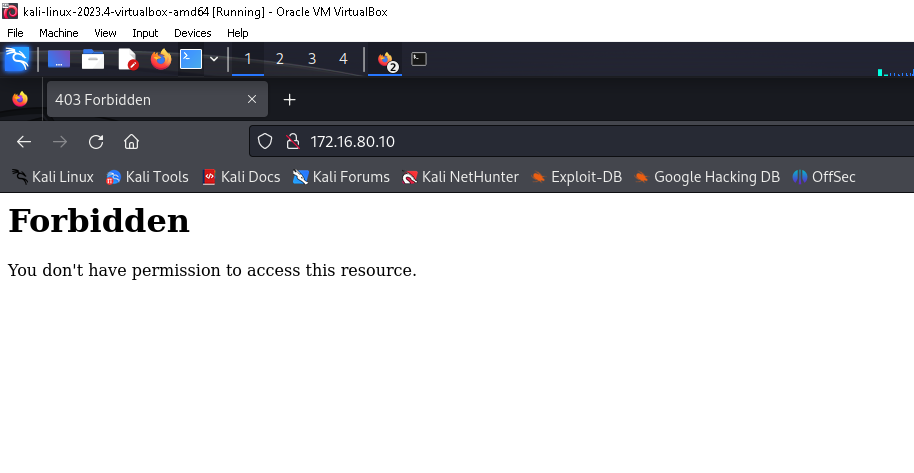 kali-linux-2023.4-virtualbox-amd64 [Running] - Oracle VM VirtualBox
File Machine View Input Devices Help
1 2 3 4 2
403 Forbidden
172.16.80.10
Kali Linux Kali Tools Kali Docs Kali Forums Kali NetHunter Exploit-DB Google Hacking DB OffSec
Forbidden
You don't have permission to access this resource.